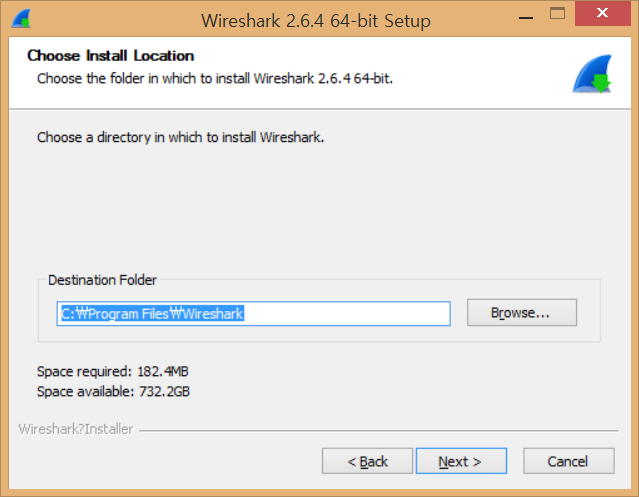 Wireshark 2.6.4 64-bit Setup
Choose Install Location
Choose the folder in which to install Wireshark 2.6.4 64-bit.
Choose a directory in which to install Wireshark.
Destination Folder
C:₩Program Files₩Wireshark
Browse...
Space required: 182.4MB
Space available: 732.2GB
Wireshark?Installer
< Back
Next >
Cancel